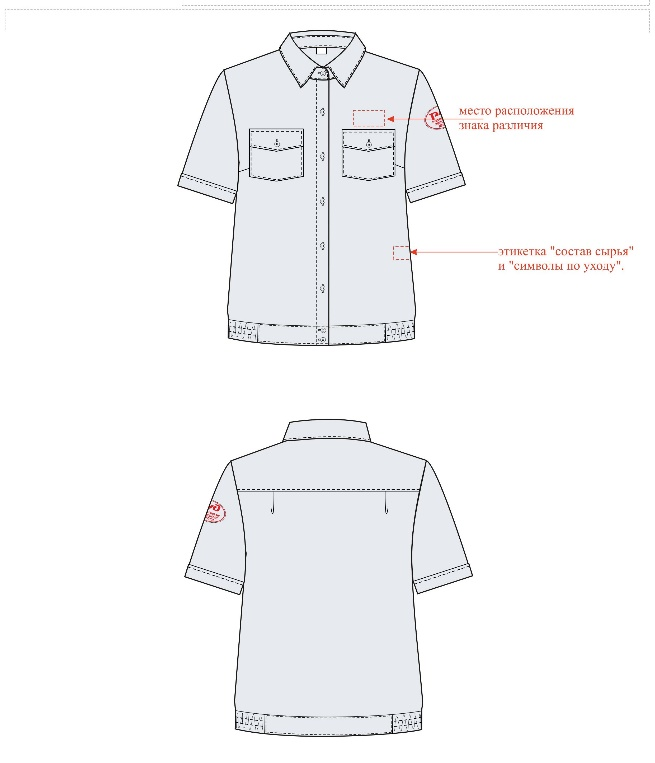 место расположения
знака различия
этикетка "состав сырья"
и "символы по уходу".